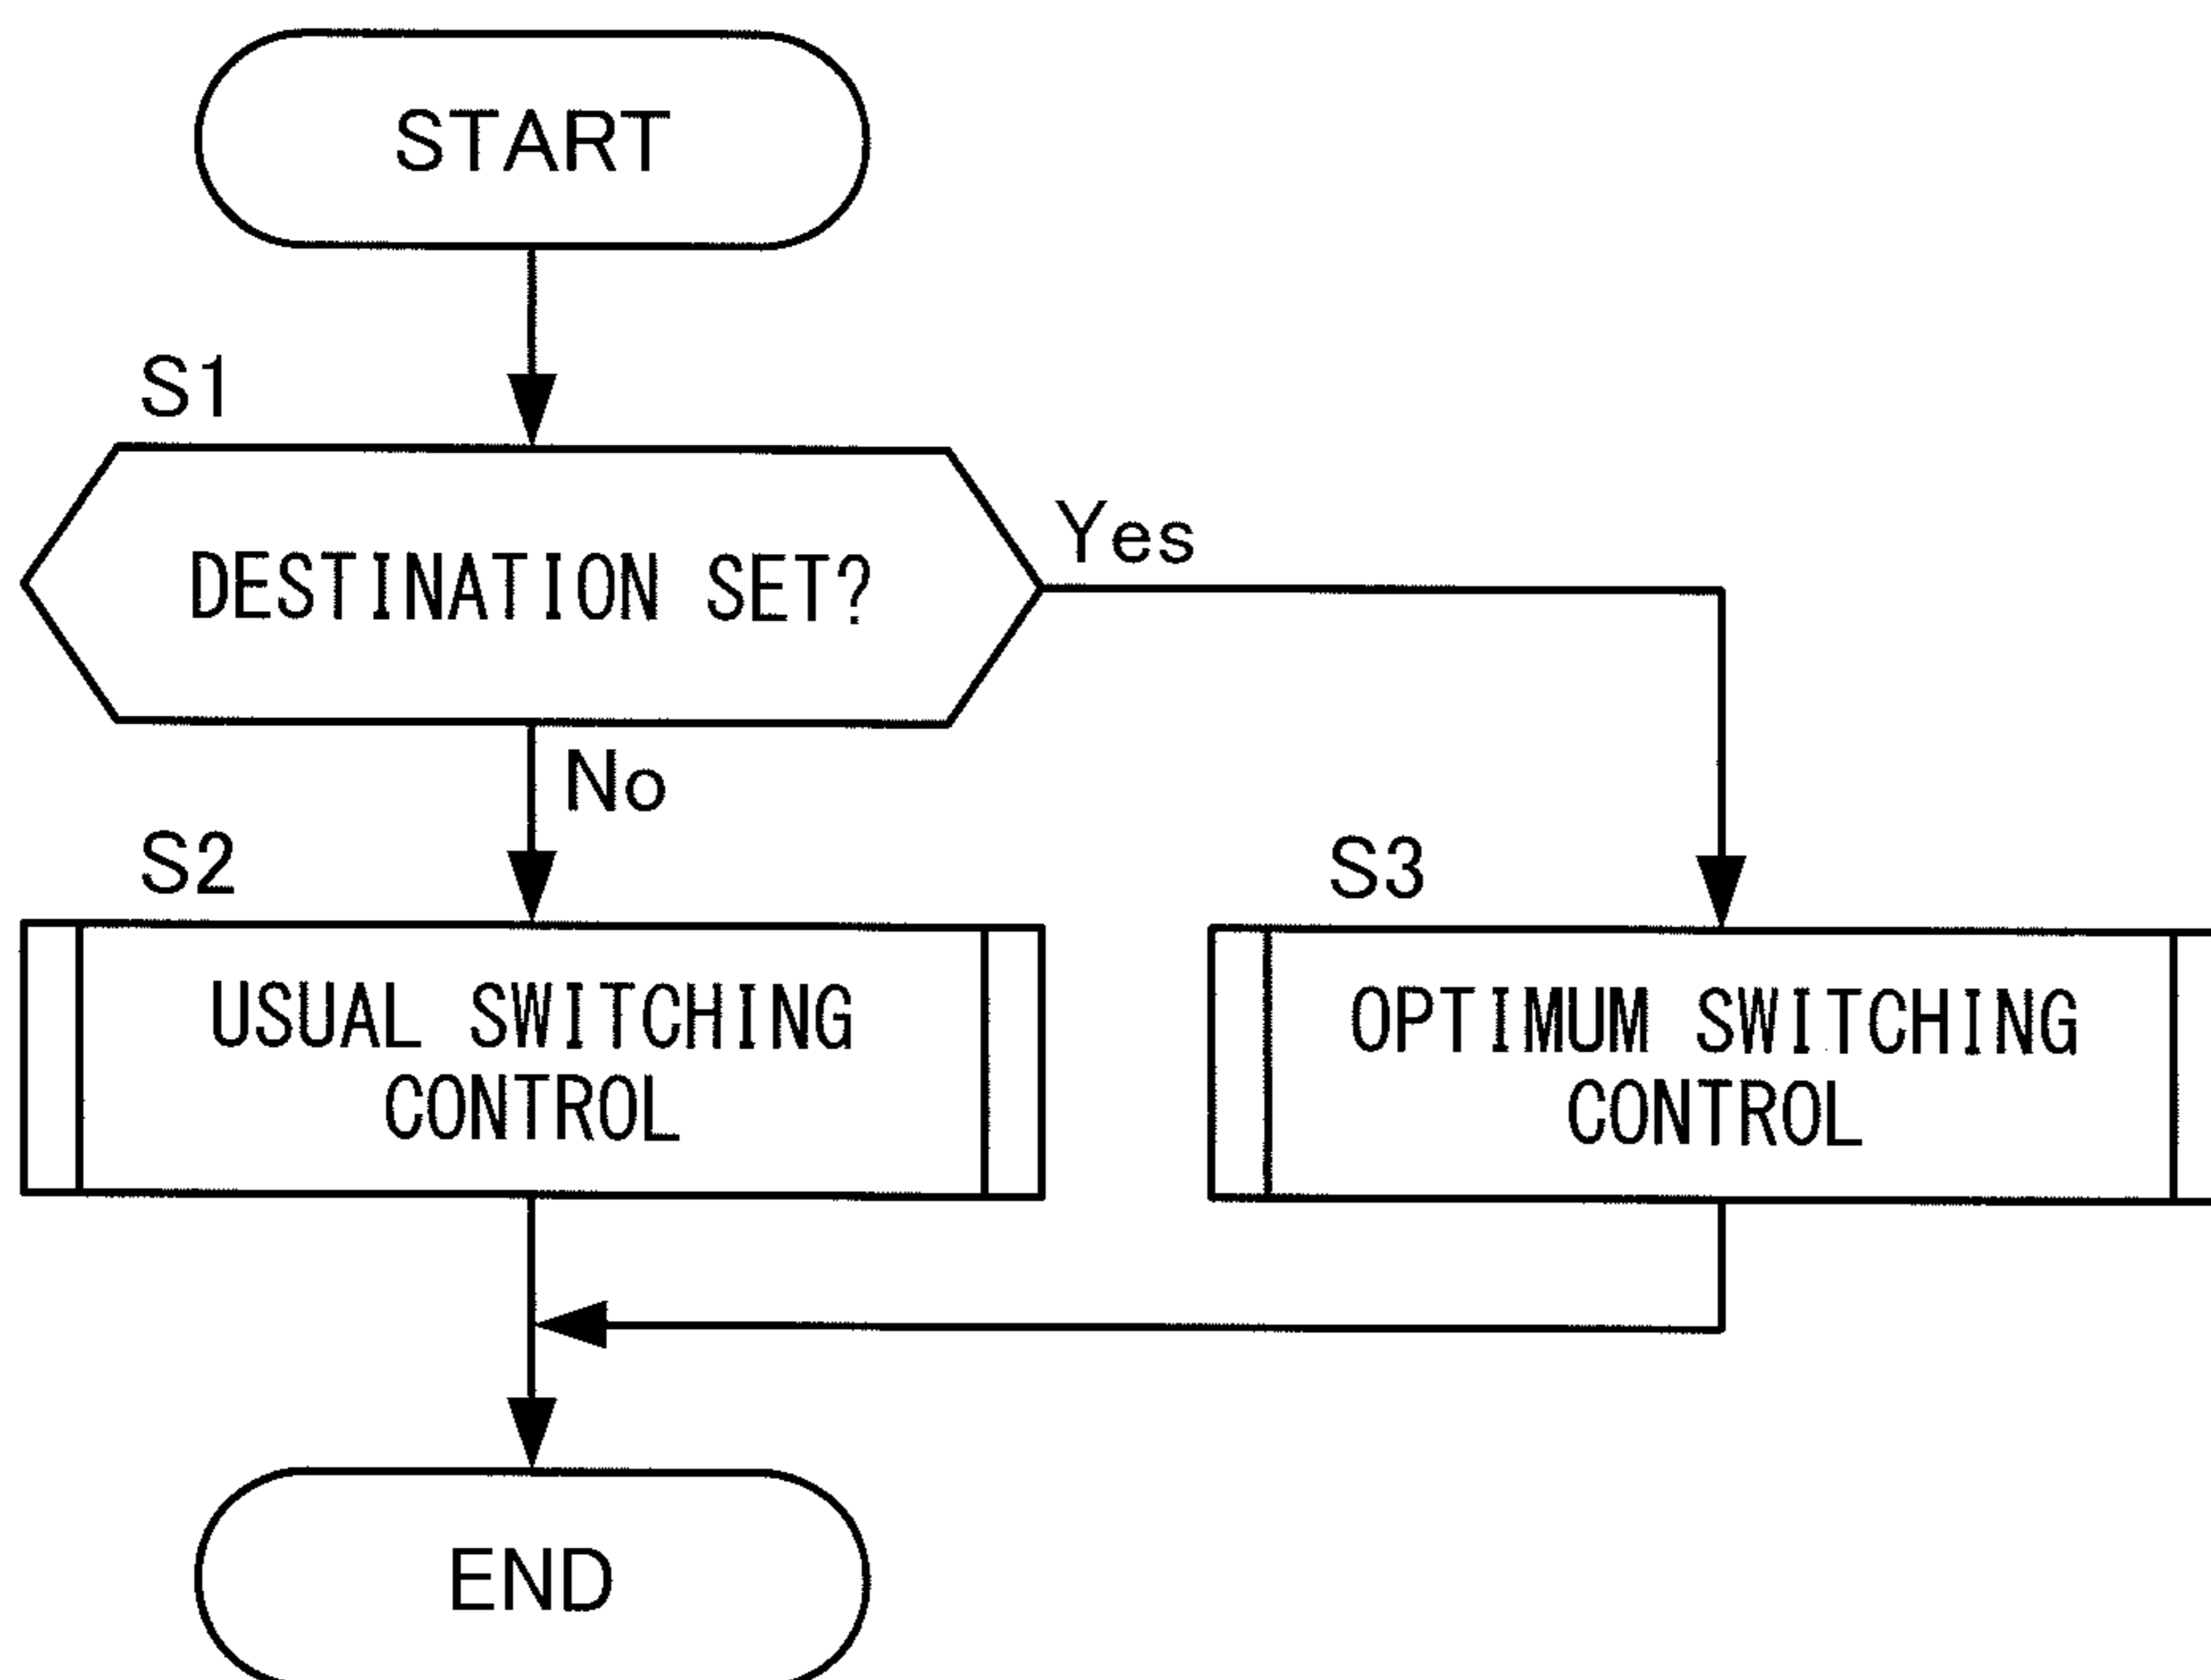 START
S1
DESTINATION SET?
Yes
No
S2
USUAL SWITCHING
CONTROL
S3
OPTIMUM SWITCHING
CONTROL
END